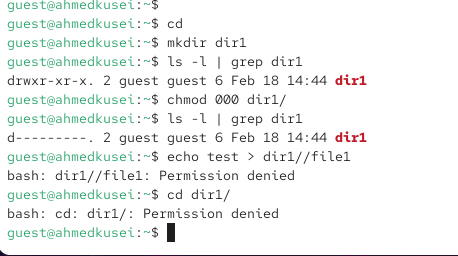 guest@ahmedkusei:~$
guest@ahmedkusei:~$ cd
guest@ahmedkusei:~$ mkdir dir1
guest@ahmedkusei:~$ ls -l | grep dir1
drwxr-xr-x. 2 guest guest 6 Feb 18 14:44 dir1
guest@ahmedkusei:~$ chmod 000 dir1/
guest@ahmedkusei:~$ ls -l | grep dir1
d---------. 2 guest guest 6 Feb 18 14:44 dir1
guest@ahmedkusei:~$ echo test > dir1//file1
bash: dir1//file1: Permission denied
guest@ahmedkusei:~$ cd dir1/
bash: cd: dir1/: Permission denied
guest@ahmedkusei:~$